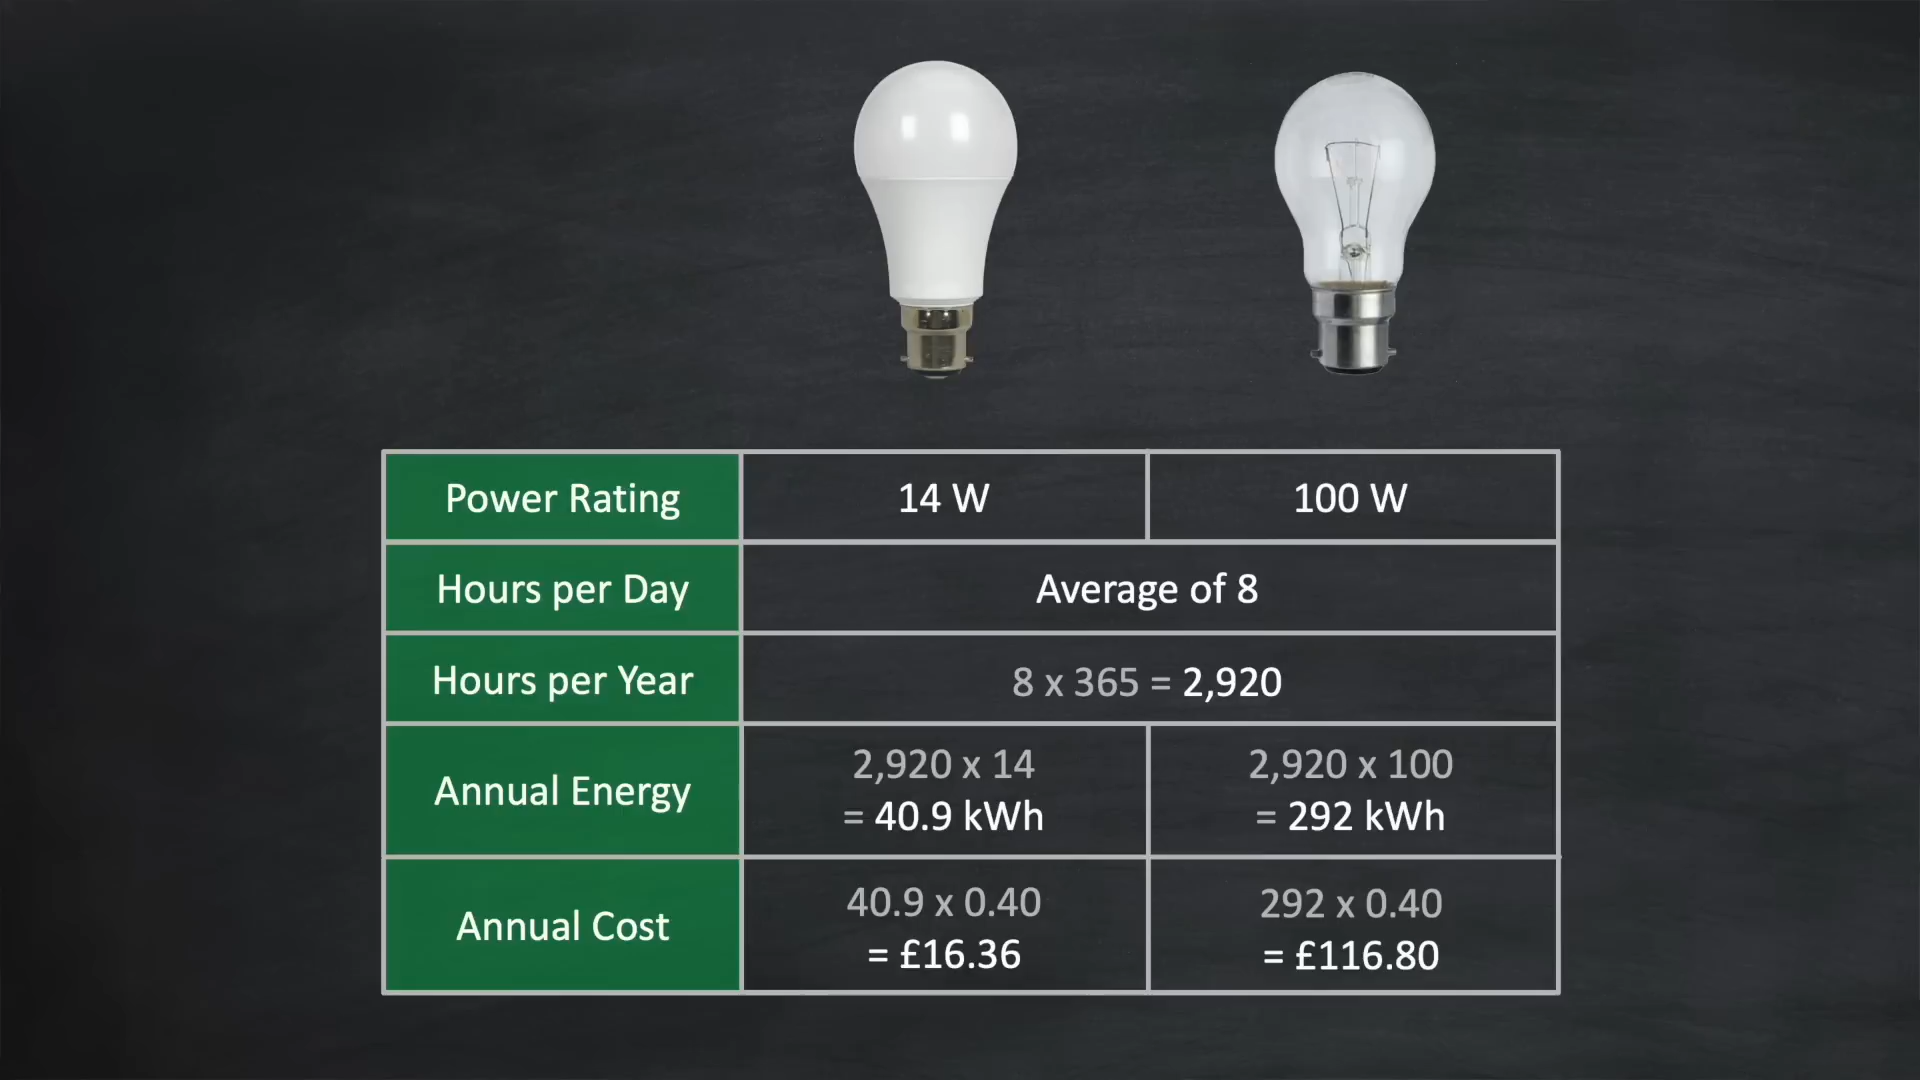 Power Rating
14 W
100 W
Hours per Day
Average of 8
Hours per Year
8 x 365 = 2,920
Annual Energy
2,920 x 14
= 40.9 kWh
2,920 x 100
= 292 kWh
Annual Cost
40.9 x 0.40
= £16.36
292 x 0.40
= £116.80